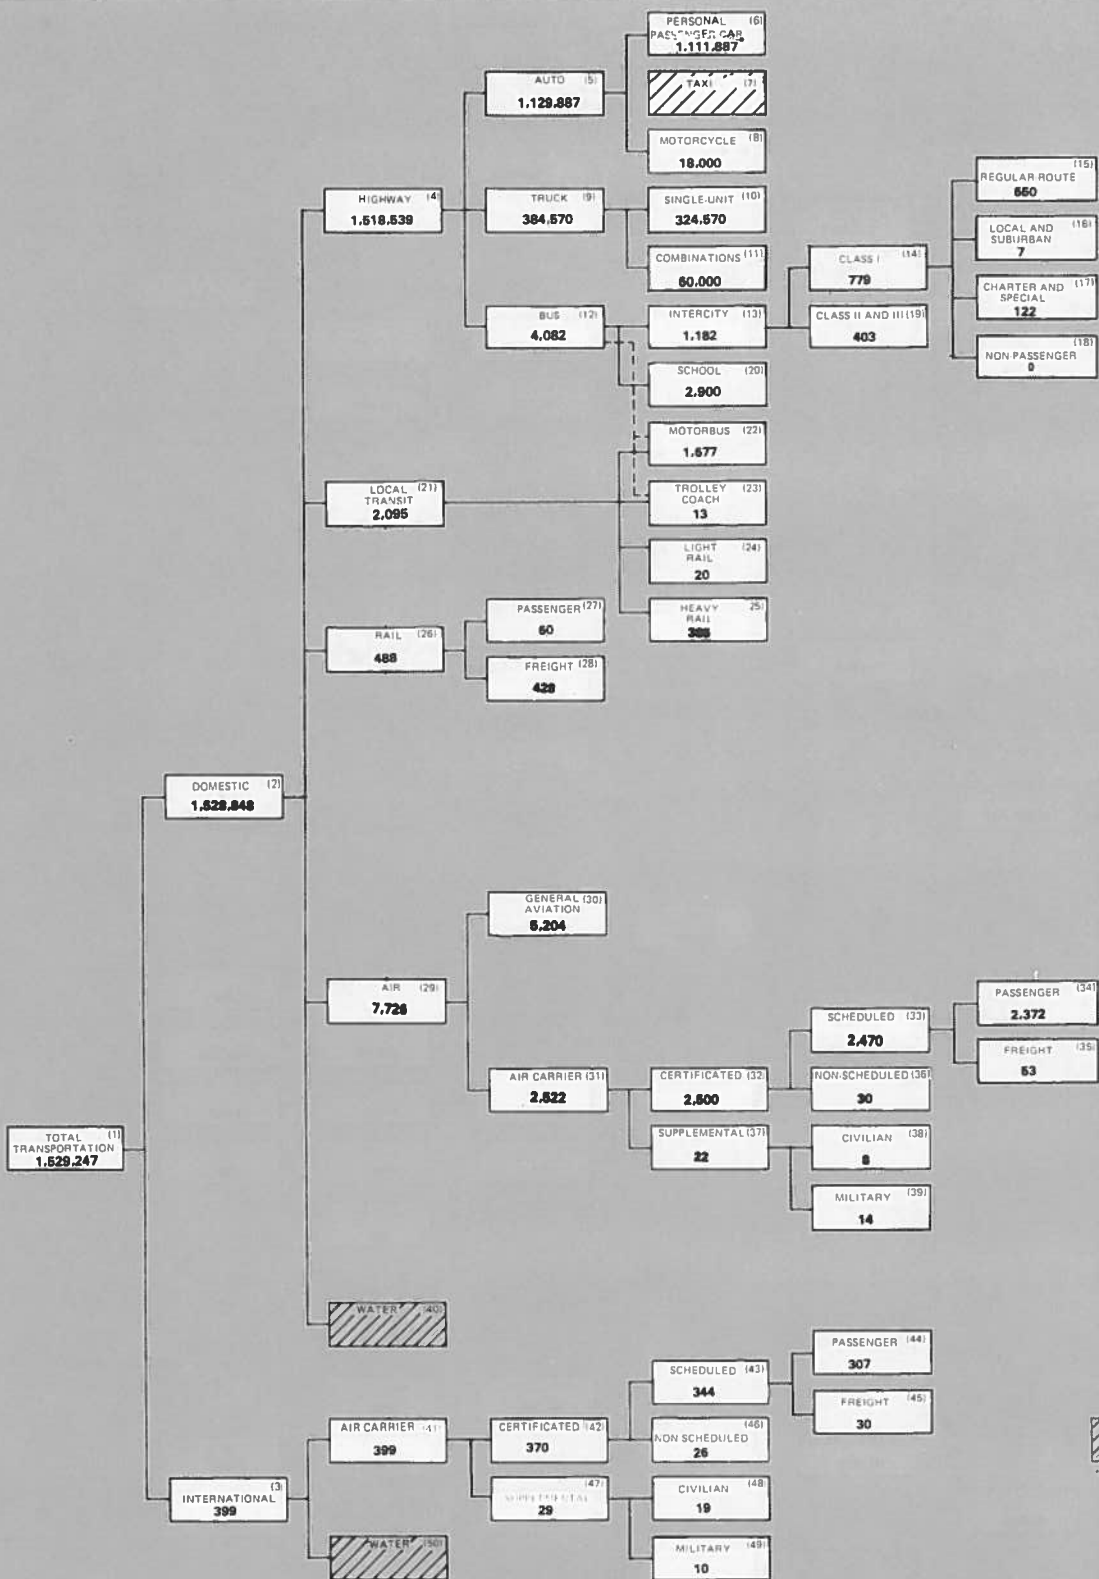 PERSONAL (6)
PASSENGER CAR
1,111,887
AUTO (5)
1,129,887
TAXI (7)
MOTORCYCLE (8)
18,000
HIGHWAY (4)
1,518,539
TRUCK (9)
384,570
SINGLE-UNIT (10)
324,570
COMBINATIONS (11)
60,000
BUS (12)
4,082
INTERCITY (13)
1,182
CLASS I (14)
779
REGULAR ROUTE (15)
650
LOCAL AND (16)
SUBURBAN
7
CHARTER AND (17)
SPECIAL
122
NON-PASSENGER (18)
0
CLASS II AND III (19)
403
SCHOOL (20)
2,900
LOCAL (21)
TRANSIT
2,095
MOTORBUS (22)
1,677
TROLLEY (23)
COACH
13
LIGHT (24)
RAIL
20
HEAVY 25)
RAIL
RAIL (26)
488
PASSENGER (27)
60
FREIGHT (28)
428
DOMESTIC (2)
1,528,848
GENERAL (30)
AVIATION
5,204
AIR (29)
7,726
AIR CARRIER (31)
2,522
CERTIFICATED (32)
2,500
SCHEDULED (33)
2,470
PASSENGER (34)
2,372
FREIGHT (35)
53
NON-SCHEDULED (36)
30
SUPPLEMENTAL (37)
22
CIVILIAN (38)
8
MILITARY (39)
14
TOTAL (1)
TRANSPORTATION
1,529,247
WATER (40)
INTERNATIONAL (3)
399
AIR CARRIER
399
CERTIFICATED (42)
370
SCHEDULED (43)
344
PASSENGER (44)
307
FREIGHT (45)
30
NON SCHEDULED (46)
26
SUPPLEMENTAL (47)
29
CIVILIAN (48)
19
MILITARY (49)
10
WATER (50)